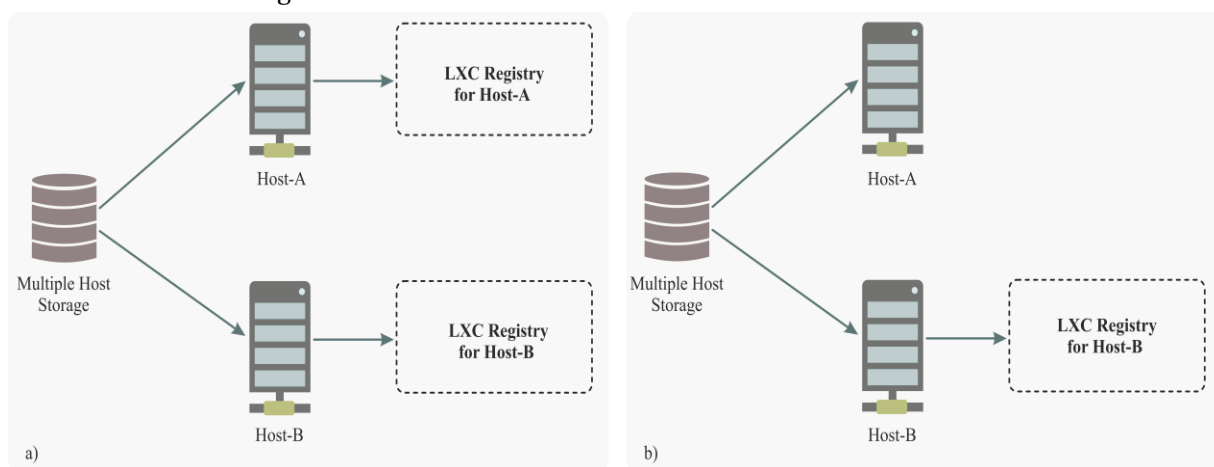 LXC Registry
for Host-A
Host-A
Multiple Host
Storage
LXC Registry
for Host-B
Host-B
a)
Host-A
Multiple Host
Storage
LXC Registry
for Host-B
Host-B
b)